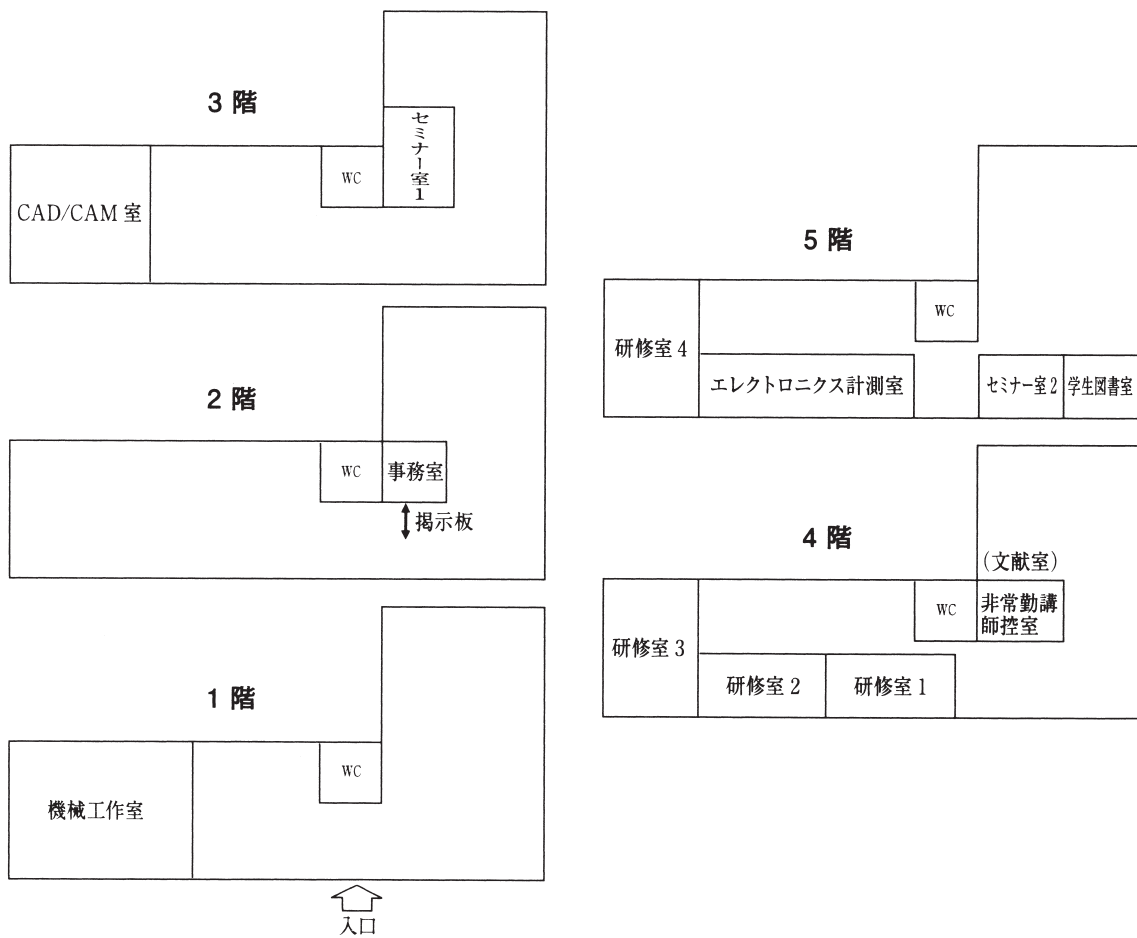 3 階
セミナー室1
WC
CAD/CAM 室
2 階
WC
事務室
掲示板
1 階
WC
機械工作室
入口
5 階
WC
研修室 4
エレクトロニクス計測室
セミナー室 2
学生図書室
4 階
(文献室)
WC
非常勤講
師控室
研修室 3
研修室 2
研修室 1